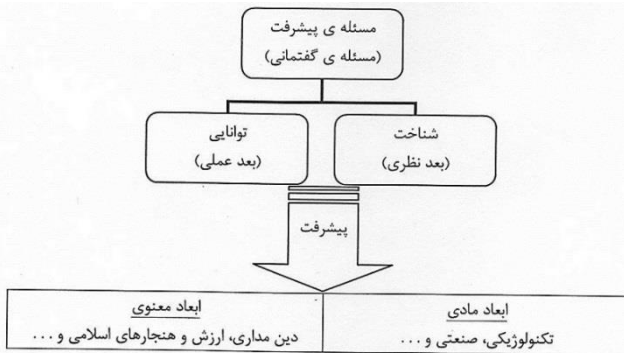 مسئله ی پیشرفت
(مسئله ی گفتمانی)
شناخت
(بعد نظری)
توانایی
(بعد عملی)
پیشرفت
ابعاد مادی
تکنولوژیکی، صنعتی و ...
ابعاد معنوی
دین مداری، ارزش و هنجارهای اسلامی و ...